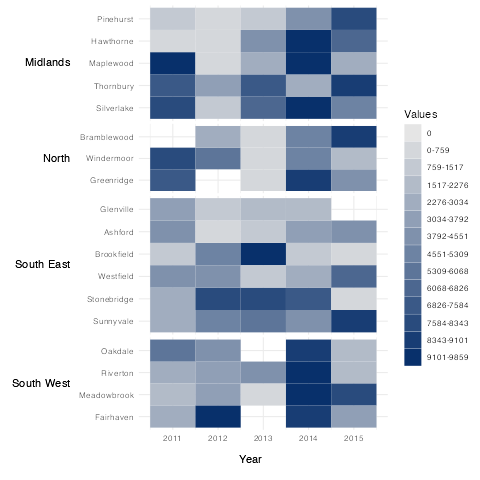 Pinehurst
Hawthorne
Midlands
Maplewood
Thornbury
Silverlake
Bramblewood
North
Windermoor
Greenridge
Glenville
Ashford
Brookfield
South East
Westfield
Stonebridge
Sunnyvale
Oakdale
Riverton
South West
Meadowbrook
Fairhaven
2011 2012 2013 2014 2015
Year
Values
0
0-759
759-1517
1517-2276
2276-3034
3034-3792
3792-4551
4551-5309
5309-6068
6068-6826
6826-7584
7584-8343
8343-9101
9101-9859